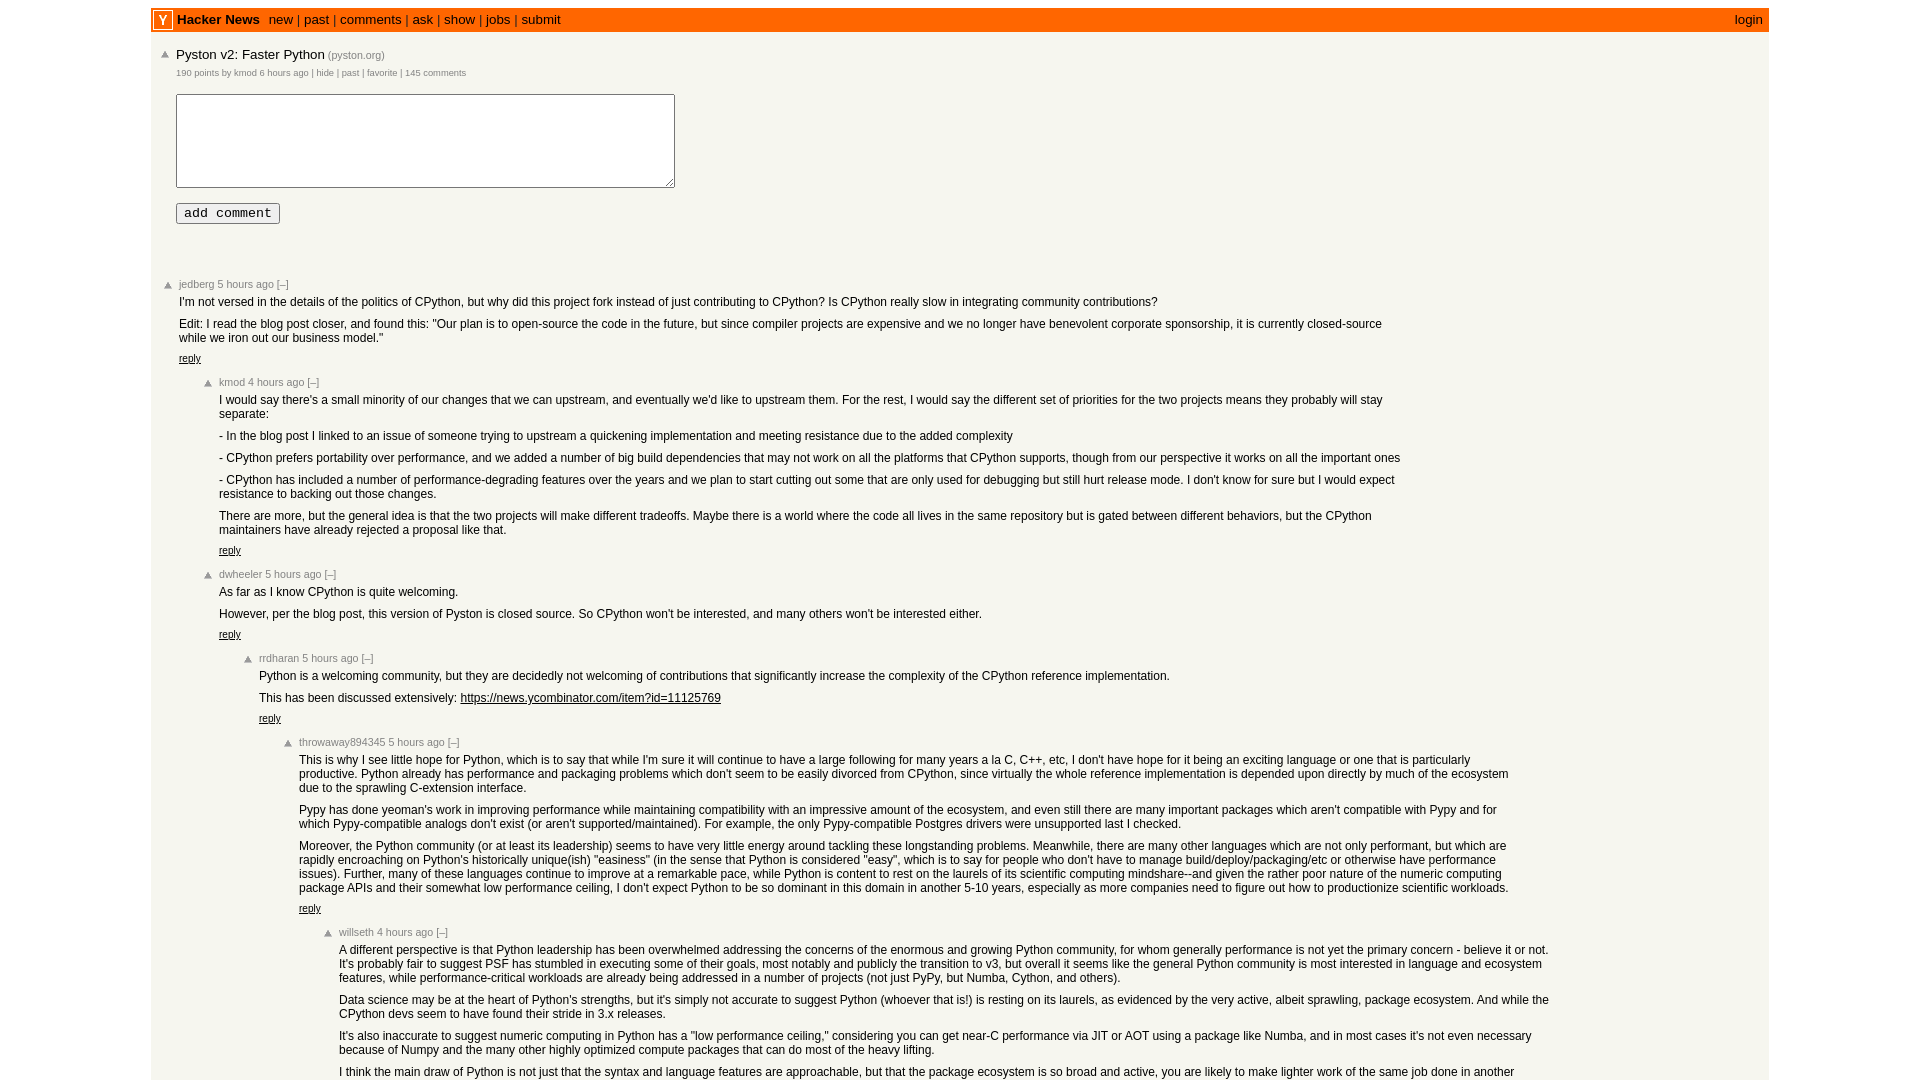 Y Hacker News new | past | comments | ask | show | jobs | submit login
Pyston v2: Faster Python (pyston.org)
190 points by kmod 6 hours ago | hide | past | favorite | 145 comments
add comment
jedberg 5 hours ago [–]
I'm not versed in the details of the politics of CPython, but why did this project fork instead of just contributing to CPython? Is CPython really slow in integrating community contributions?
Edit: I read the blog post closer, and found this: "Our plan is to open-source the code in the future, but since compiler projects are expensive and we no longer have benevolent corporate sponsorship, it is currently closed-source
while we iron out our business model."
reply
kmod 4 hours ago [–]
I would say there's a small minority of our changes that we can upstream, and eventually we'd like to upstream them. For the rest, I would say the different set of priorities for the two projects means they probably will stay
separate:
- In the blog post I linked to an issue of someone trying to upstream a quickening implementation and meeting resistance due to the added complexity
- CPython prefers portability over performance, and we added a number of big build dependencies that may not work on all the platforms that CPython supports, though from our perspective it works on all the important ones
- CPython has included a number of performance-degrading features over the years and we plan to start cutting out some that are only used for debugging but still hurt release mode. I don't know for sure but I would expect
resistance to backing out those changes.
There are more, but the general idea is that the two projects will make different tradeoffs. Maybe there is a world where the code all lives in the same repository but is gated between different behaviors, but the CPython
maintainers have already rejected a proposal like that.
reply
dwheeler 5 hours ago [–]
As far as I know CPython is quite welcoming.
However, per the blog post, this version of Pyston is closed source. So CPython won't be interested, and many others won't be interested either.
reply
rrdharan 5 hours ago [–]
Python is a welcoming community, but they are decidedly not welcoming of contributions that significantly increase the complexity of the CPython reference implementation.
This has been discussed extensively: https://news.ycombinator.com/item?id=11125769
reply
throwaway894345 5 hours ago [–]
This is why I see little hope for Python, which is to say that while I'm sure it will continue to have a large following for many years a la C, C++, etc, I don't have hope for it being an exciting language or one that is particularly
productive. Python already has performance and packaging problems which don't seem to be easily divorced from CPython, since virtually the whole reference implementation is depended upon directly by much of the ecosystem
due to the sprawling C-extension interface.
Pypy has done yeoman's work in improving performance while maintaining compatibility with an impressive amount of the ecosystem, and even still there are many important packages which aren't compatible with Pypy and for
which Pypy-compatible analogs don't exist (or aren't supported/maintained). For example, the only Pypy-compatible Postgres drivers were unsupported last I checked.
Moreover, the Python community (or at least its leadership) seems to have very little energy around tackling these longstanding problems. Meanwhile, there are many other languages which are not only performant, but which are
rapidly encroaching on Python's historically unique(ish) "easiness" (in the sense that Python is considered "easy", which is to say for people who don't have to manage build/deploy/packaging/etc or otherwise have performance
issues). Further, many of these languages continue to improve at a remarkable pace, while Python is content to rest on the laurels of its scientific computing mindshare--and given the rather poor nature of the numeric computing
package APIs and their somewhat low performance ceiling, I don't expect Python to be so dominant in this domain in another 5-10 years, especially as more companies need to figure out how to productionize scientific workloads.
reply
willseth 4 hours ago [–]
A different perspective is that Python leadership has been overwhelmed addressing the concerns of the enormous and growing Python community, for whom generally performance is not yet the primary concern - believe it or not.
It's probably fair to suggest PSF has stumbled in executing some of their goals, most notably and publicly the transition to v3, but overall it seems like the general Python community is most interested in language and ecosystem
features, while performance-critical workloads are already being addressed in a number of projects (not just PyPy, but Numba, Cython, and others).
Data science may be at the heart of Python's strengths, but it's simply not accurate to suggest Python (whoever that is!) is resting on its laurels, as evidenced by the very active, albeit sprawling, package ecosystem. And while the
CPython devs seem to have found their stride in 3.x releases.
It's also inaccurate to suggest numeric computing in Python has a "low performance ceiling," considering you can get near-C performance via JIT or AOT using a package like Numba, and in most cases it's not even necessary
because of Numpy and the many other highly optimized compute packages that can do most of the heavy lifting.
I think the main draw of Python is not just that the syntax and language features are approachable, but that the package ecosystem is so broad and active, you are likely to make lighter work of the same job done in another